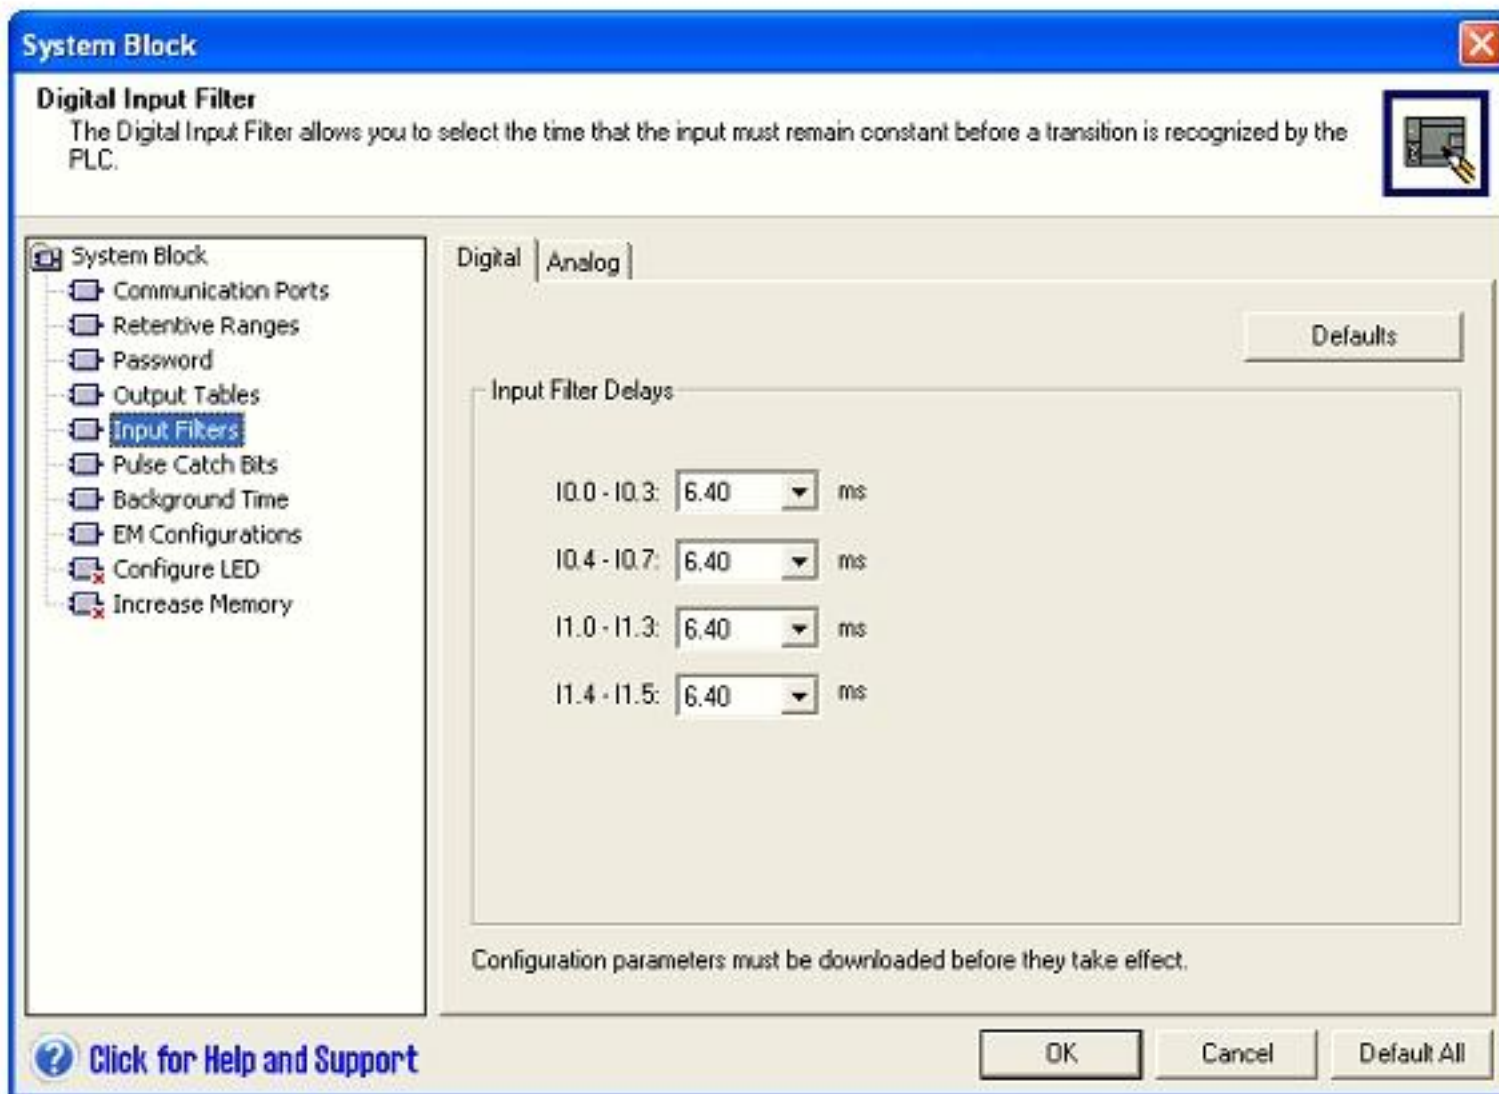 System Block
Digital Input Filter
The Digital Input Filter allows you to select the time that the input must remain constant before a transition is recognized by the
PLC.
System Block
Communication Ports
Retentive Ranges
Password
Output Tables
Input Filters
Pulse Catch Bits
Background Time
EM Configurations
Configure LED
Increase Memory
Digital
Analog
Defaults
Input Filter Delays
I0.0 - I0.3: 6.40 ms
I0.4 - I0.7: 6.40 ms
I1.0 - I1.3: 6.40 ms
I1.4 - I1.5: 6.40 ms
Configuration parameters must be downloaded before they take effect.
Click for Help and Support
OK
Cancel
Default All